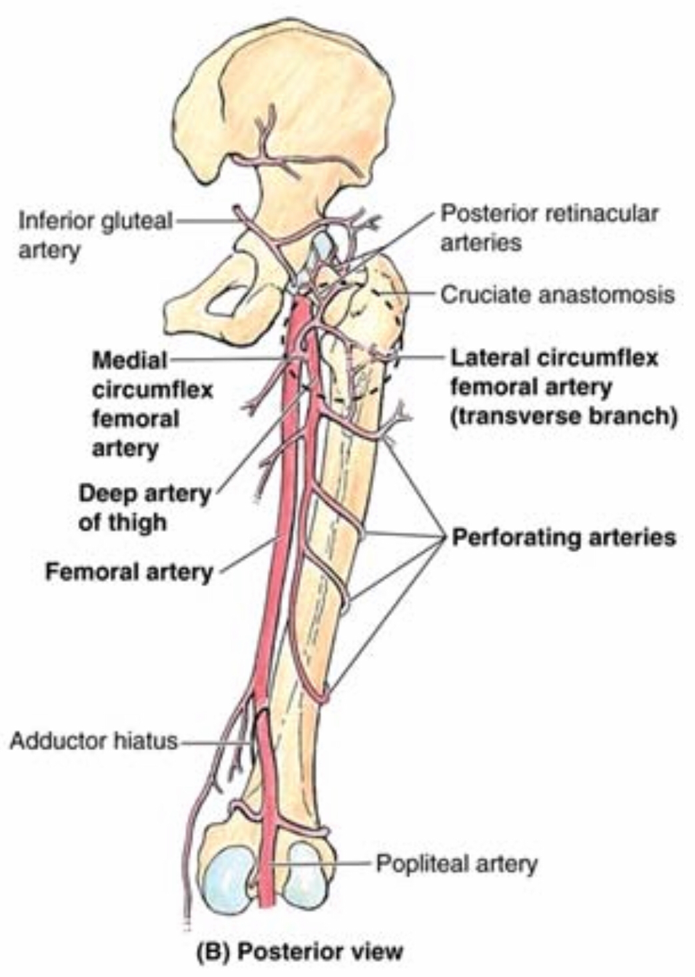 Inferior gluteal
artery
Posterior retinacular
arteries
Cruciate anastomosis
Medial
circumflex
femoral
artery
Lateral circumflex
femoral artery
(transverse branch)
Deep artery
of thigh
Perforating arteries
Femoral artery
Adductor hiatus
Popliteal artery
(B) Posterior view